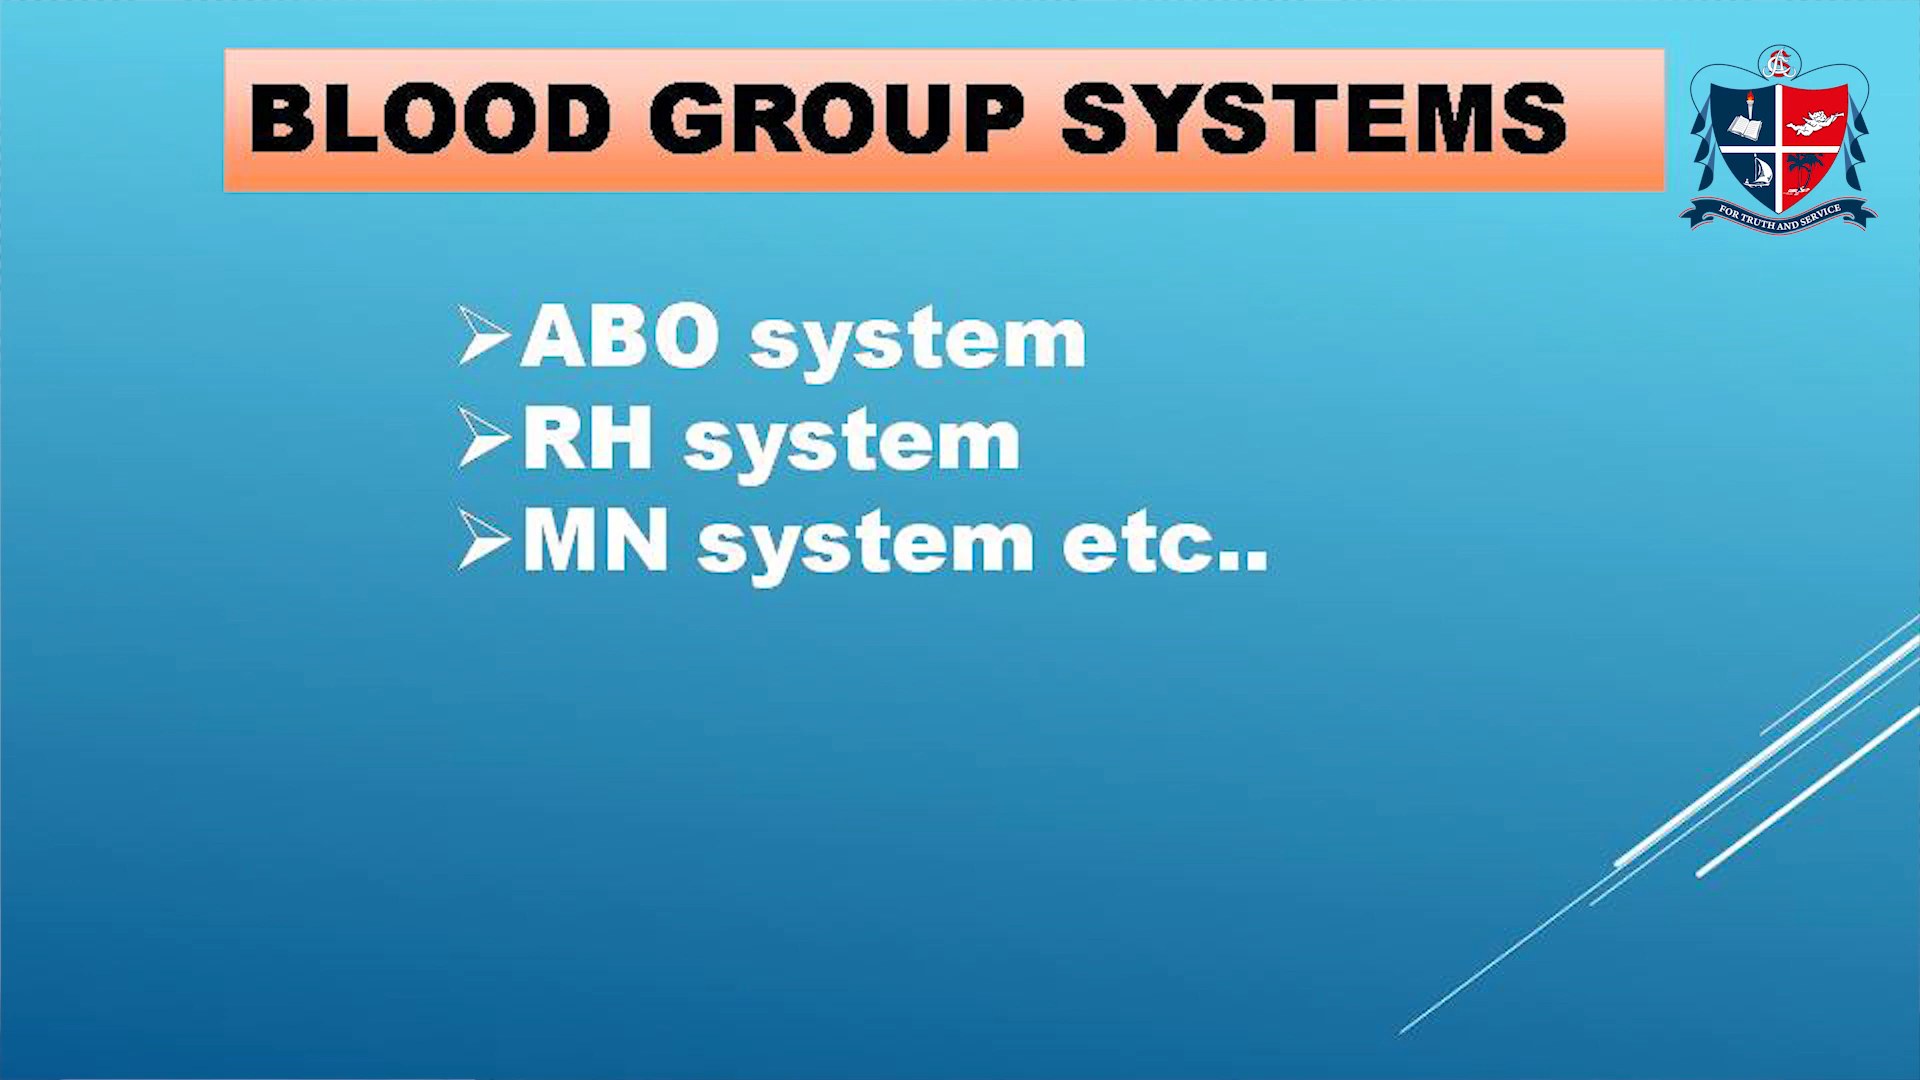 BLOOD GROUP SYSTEMS
FOR TRUTH AND SERVICE
➢ABO system
➢RH system
➢MN system etc..